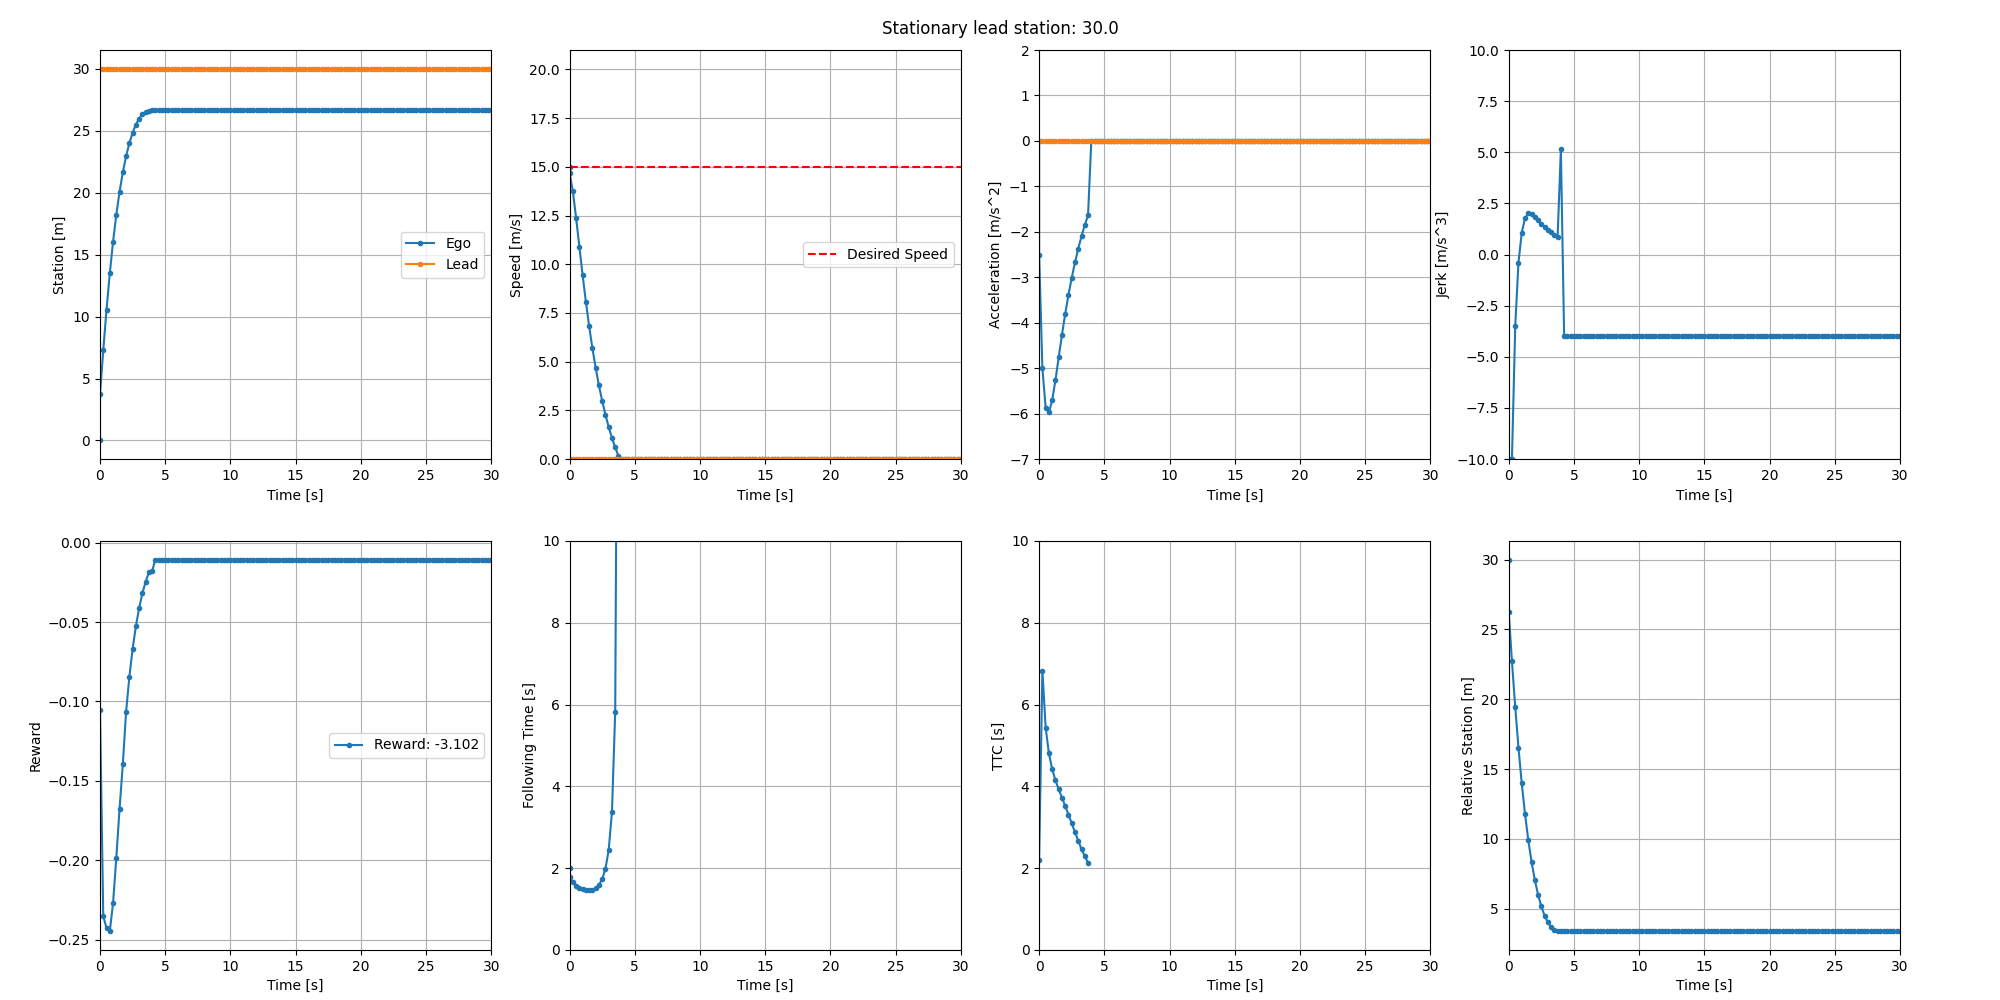 Stationary lead station: 30.0
Station [m]
30
25
20
15
10
5
0
Ego
Lead
0 5 10 15 20 25 30
Time [s]
Speed [m/s]
20.0
17.5
15.0
12.5
10.0
7.5
5.0
2.5
0.0
Desired Speed
0 5 10 15 20 25 30
Time [s]
Acceleration [m/s^2]
2
1
0
−1
−2
−3
−4
−5
−6
−7
0 5 10 15 20 25 30
Time [s]
Jerk [m/s^3]
10.0
7.5
5.0
2.5
0.0
−2.5
−5.0
−7.5
−10.0
0 5 10 15 20 25 30
Time [s]
Reward
0.00
−0.05
−0.10
−0.15
−0.20
−0.25
Reward: -3.102
0 5 10 15 20 25 30
Time [s]
Following Time [s]
10
8
6
4
2
0
0 5 10 15 20 25 30
Time [s]
TTC [s]
10
8
6
4
2
0
0 5 10 15 20 25 30
Time [s]
Relative Station [m]
30
25
20
15
10
5
0 5 10 15 20 25 30
Time [s]